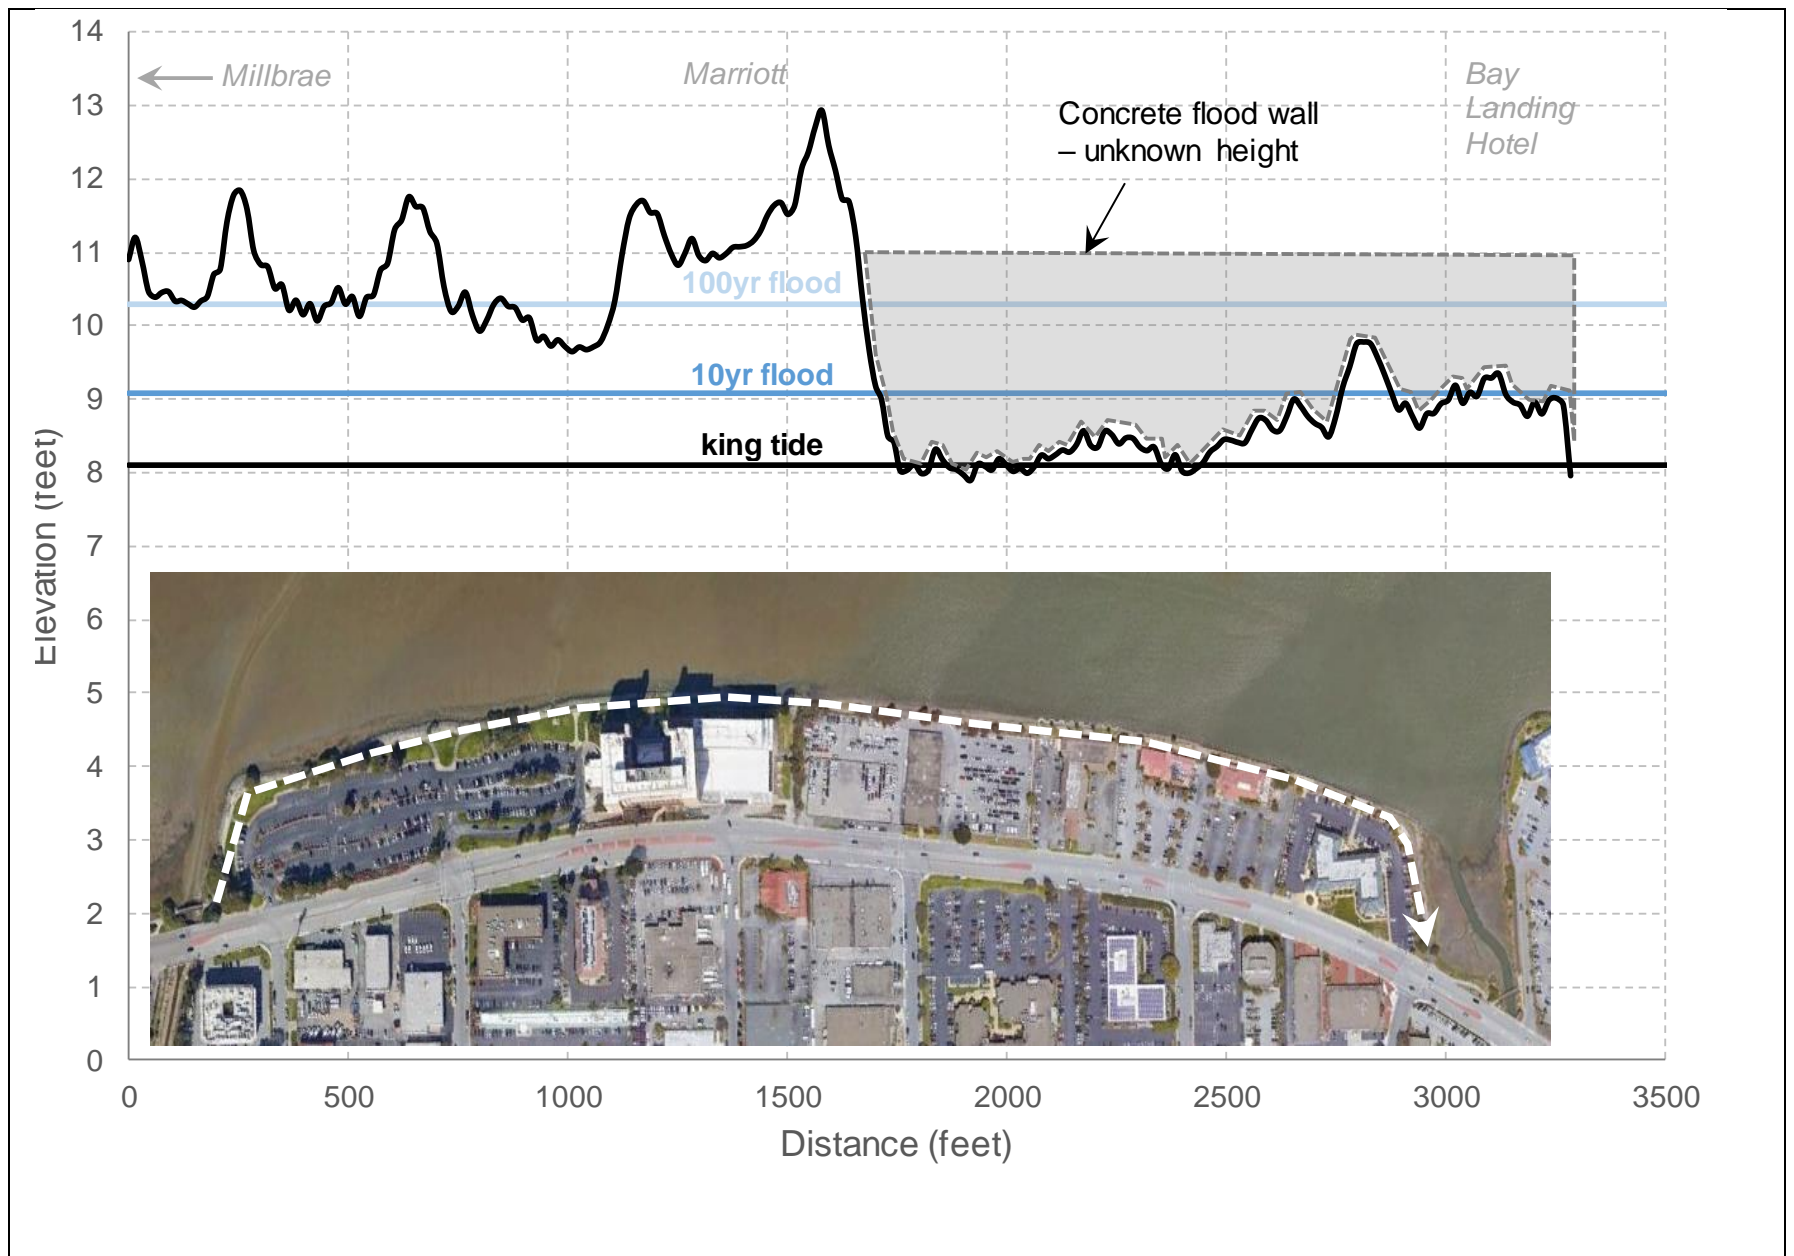 14
13
12
11
10
9
8
7
6
5
4
3
2
1
0
Elevation (feet)
Millbrae
Marriott
Bay
Landing
Hotel
Concrete flood wall
– unknown height
100yr flood
10yr flood
king tide
0 500 1000 1500 2000 2500 3000 3500
Distance (feet)